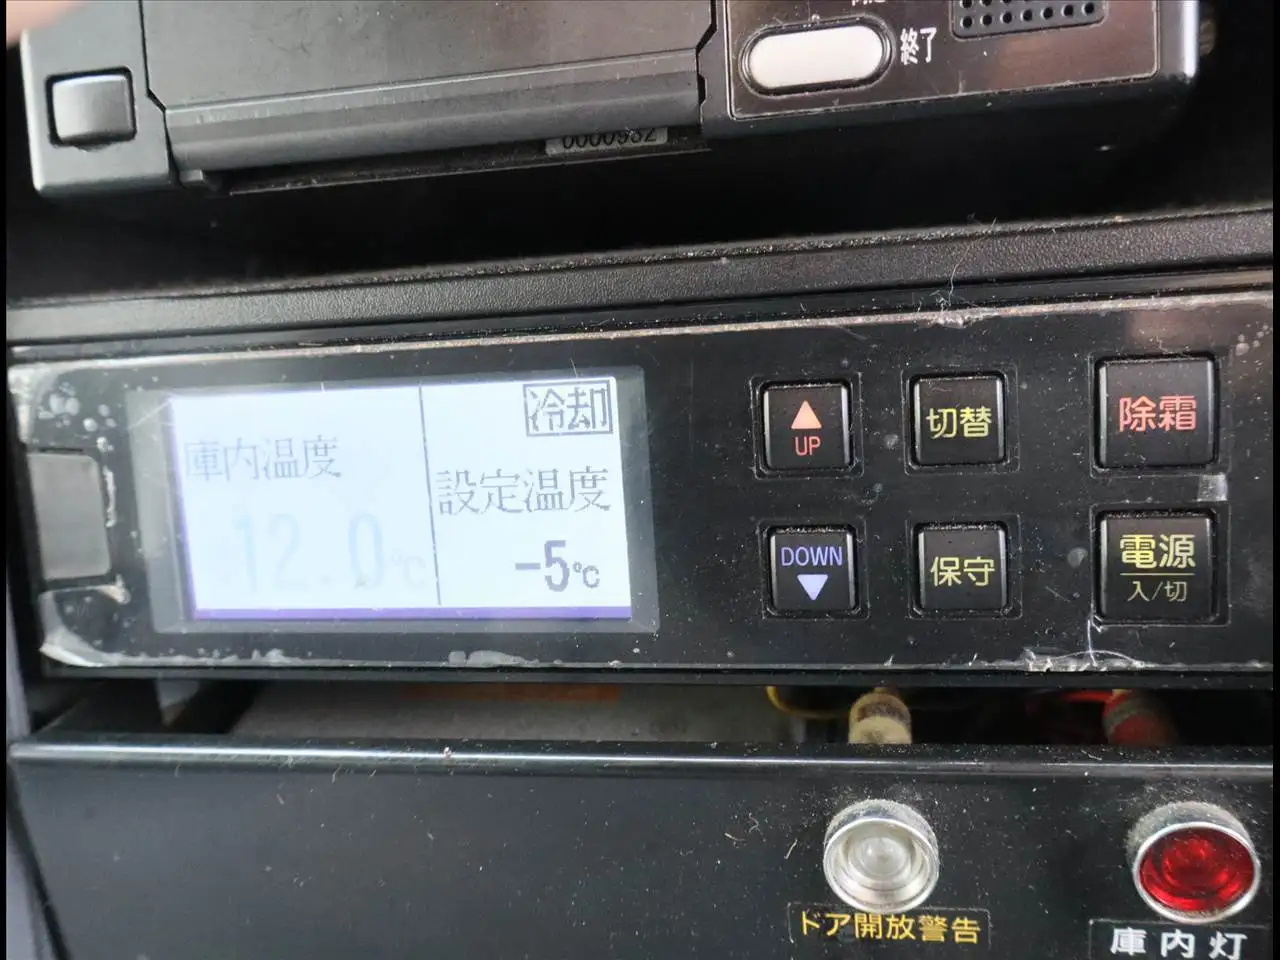 終了
0000932
冷却
庫内温度
設定温度
12.0℃
-5℃
UP
切替
除霜
DOWN
保守
電源
入/切
ドア開放警告
庫内灯